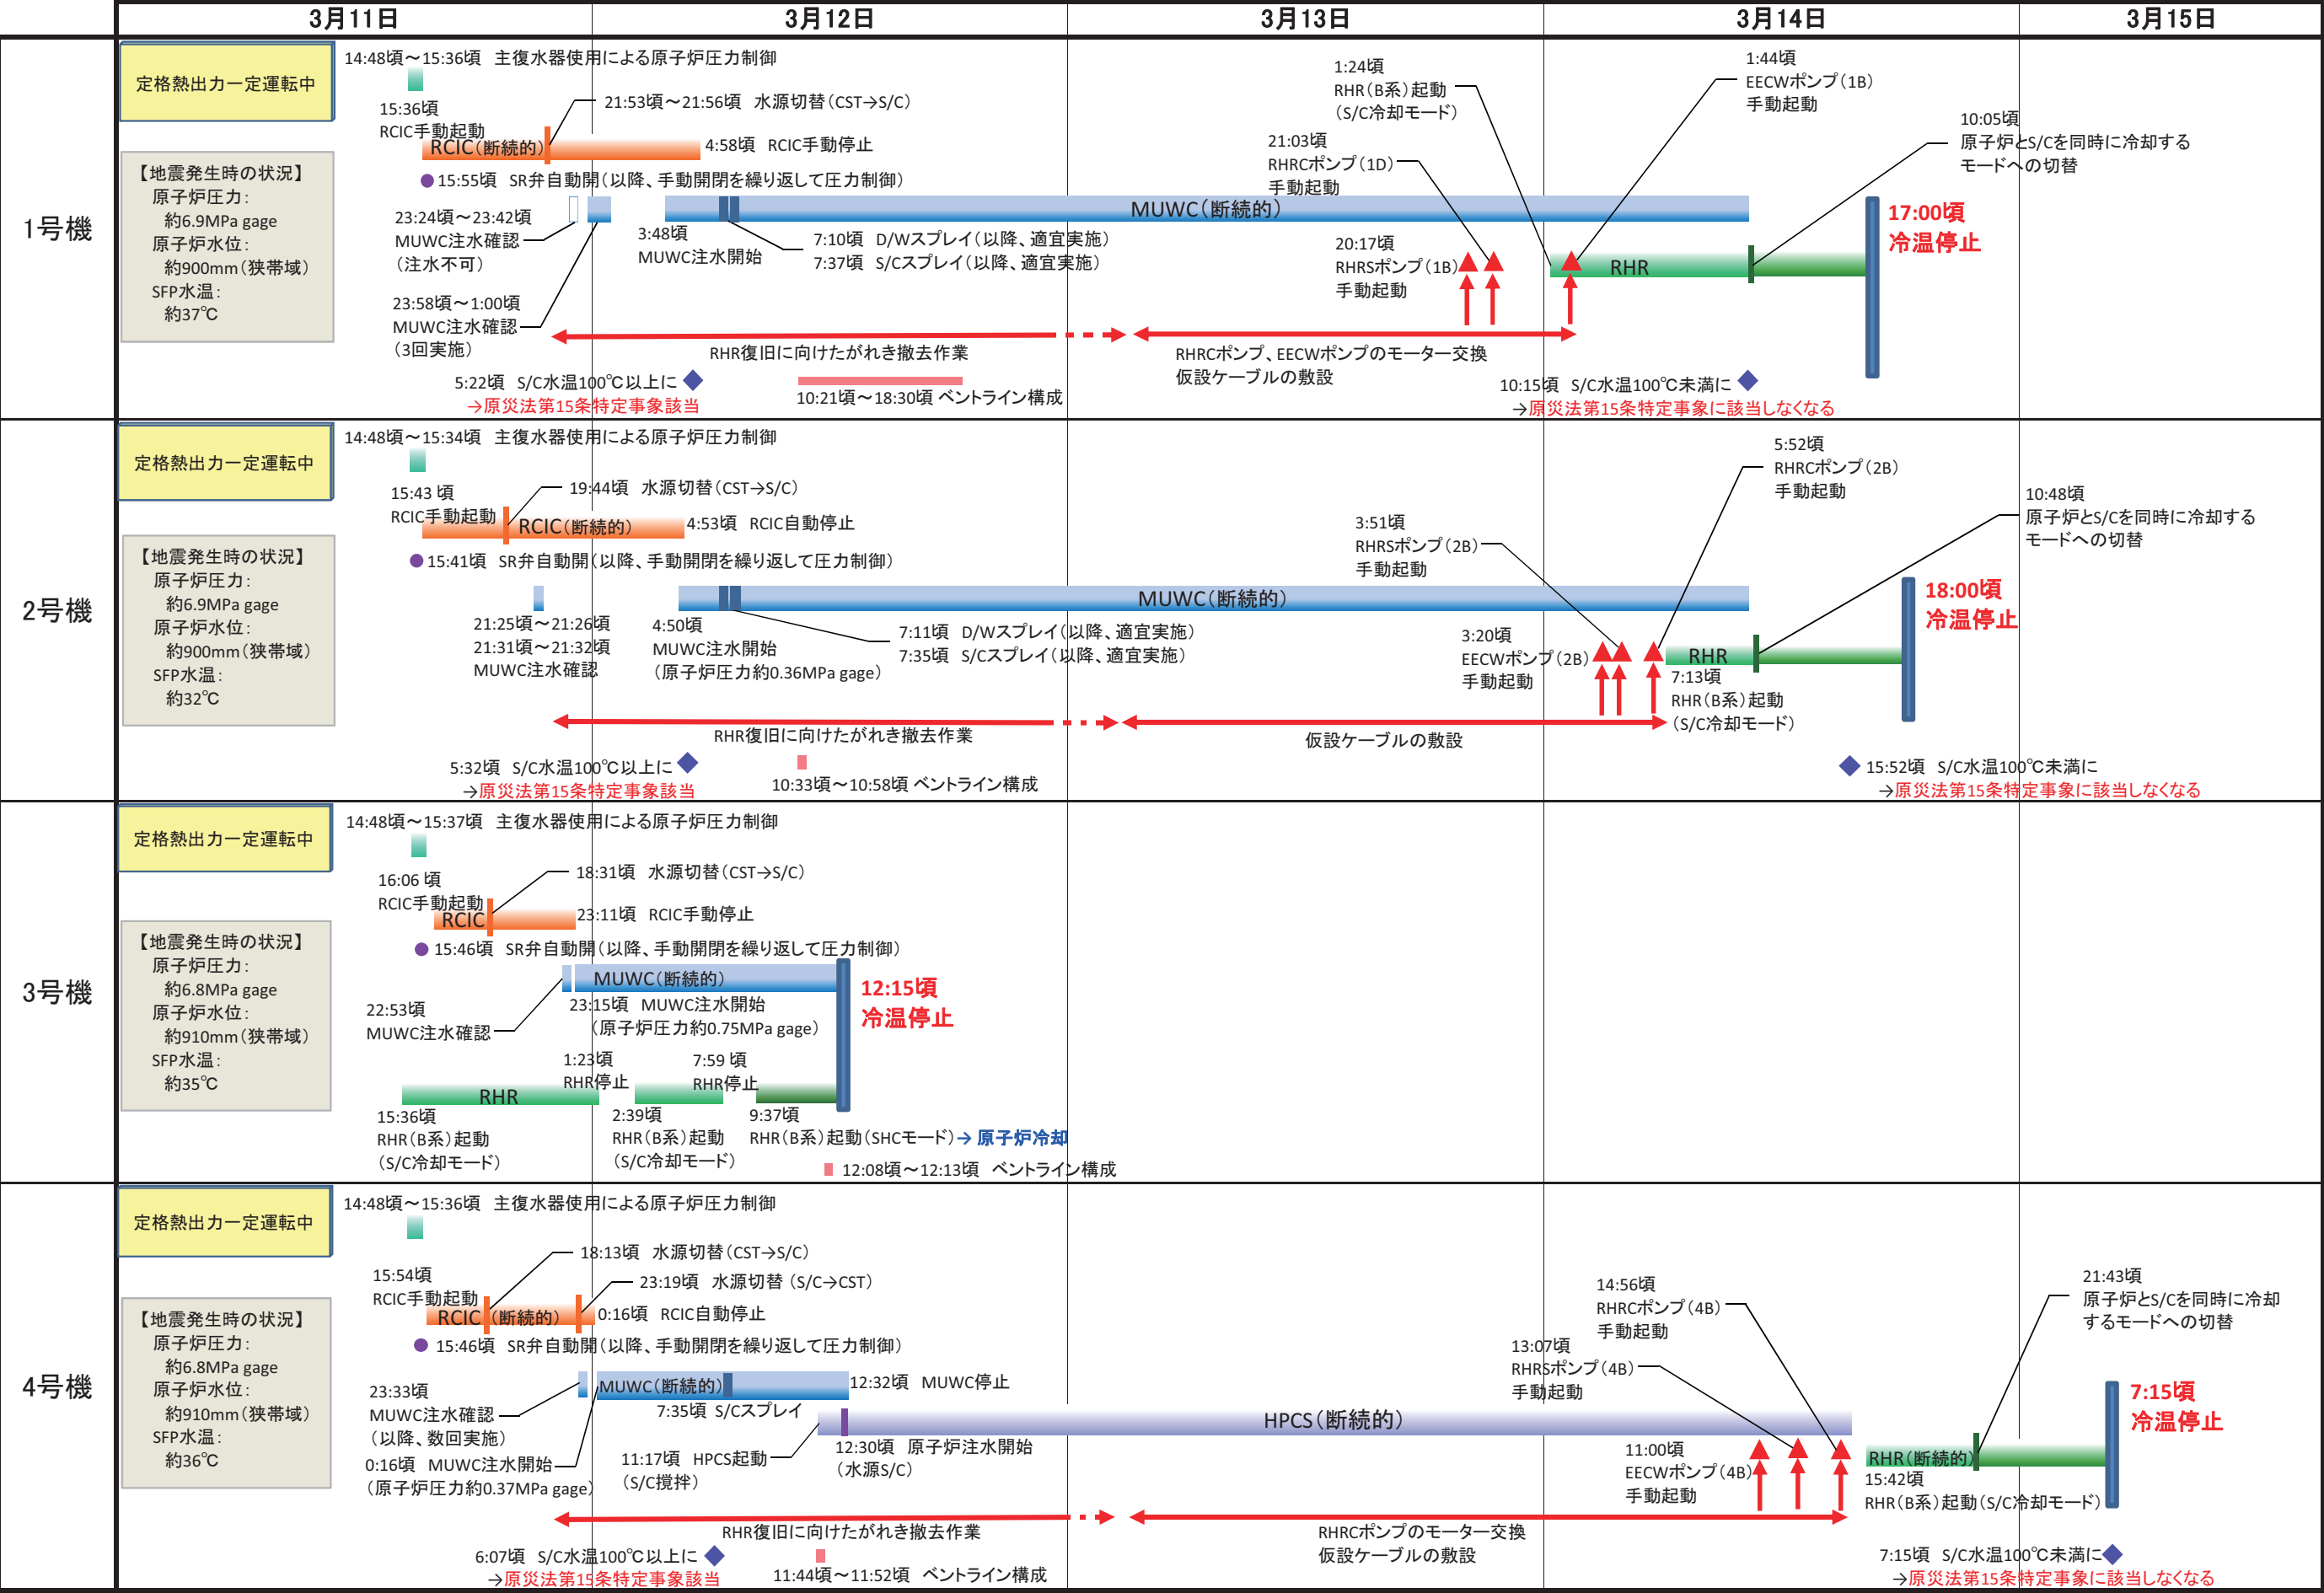 3月11日 3月12日 3月13日 3月14日 3月15日
1号機
定格熱出力一定運転中
【地震発生時の状況】
原子炉圧力:
約6.9MPa gage
原子炉水位:
約900mm(狭帯域)
SFP水温:
約37℃
14:48頃～15:36頃 主復水器使用による原子炉圧力制御
15:36頃
RCIC手動起動
21:53頃～21:56頃 水源切替(CST→S/C)
RCIC(断続的)
4:58頃 RCIC手動停止
15:55頃 SR弁自動開(以降、手動開閉を繰り返して圧力制御)
23:24頃～23:42頃
MUWC注水確認
(注水不可)
23:58頃～1:00頃
MUWC注水確認
(3回実施)
3:48頃
MUWC注水開始
MUWC(断続的)
7:10頃 D/Wスプレイ(以降、適宜実施)
7:37頃 S/Cスプレイ(以降、適宜実施)
1:24頃
RHR(B系)起動
(S/C冷却モード)
21:03頃
RHRCポンプ(1D)
手動起動
20:17頃
RHRSポンプ(1B)
手動起動
1:44頃
EECWポンプ(1B)
手動起動
10:05頃
原子炉とS/Cを同時に冷却する
モードへの切替
RHR
17:00頃
冷温停止
RHR復旧に向けたがれき撤去作業
RHRCポンプ、EECWポンプのモーター交換
仮設ケーブルの敷設
5:22頃 S/C水温100℃以上に
→原災法第15条特定事象該当
10:21頃～18:30頃 ベントライン構成
10:15頃 S/C水温100℃未満に
→原災法第15条特定事象に該当しなくなる
2号機
定格熱出力一定運転中
【地震発生時の状況】
原子炉圧力:
約6.9MPa gage
原子炉水位:
約900mm(狭帯域)
SFP水温:
約32℃
14:48頃～15:34頃 主復水器使用による原子炉圧力制御
15:43 頃
RCIC手動起動
19:44頃 水源切替(CST→S/C)
RCIC(断続的)
4:53頃 RCIC自動停止
15:41頃 SR弁自動開(以降、手動開閉を繰り返して圧力制御)
21:25頃～21:26頃
21:31頃～21:32頃
MUWC注水確認
4:50頃
MUWC注水開始
(原子炉圧力約0.36MPa gage)
MUWC(断続的)
7:11頃 D/Wスプレイ(以降、適宜実施)
7:35頃 S/Cスプレイ(以降、適宜実施)
3:51頃
RHRSポンプ(2B)
手動起動
3:20頃
EECWポンプ(2B)
手動起動
5:52頃
RHRCポンプ(2B)
手動起動
10:48頃
原子炉とS/Cを同時に冷却する
モードへの切替
RHR
7:13頃
RHR(B系)起動
(S/C冷却モード)
18:00頃
冷温停止
RHR復旧に向けたがれき撤去作業
仮設ケーブルの敷設
5:32頃 S/C水温100℃以上に
→原災法第15条特定事象該当
10:33頃～10:58頃 ベントライン構成
15:52頃 S/C水温100℃未満に
→原災法第15条特定事象に該当しなくなる
3号機
定格熱出力一定運転中
【地震発生時の状況】
原子炉圧力:
約6.8MPa gage
原子炉水位:
約910mm(狭帯域)
SFP水温:
約35℃
14:48頃～15:37頃 主復水器使用による原子炉圧力制御
16:06 頃
RCIC手動起動
18:31頃 水源切替(CST→S/C)
RCIC
23:11頃 RCIC手動停止
15:46頃 SR弁自動開(以降、手動開閉を繰り返して圧力制御)
22:53頃
MUWC注水確認
MUWC(断続的)
23:15頃 MUWC注水開始
(原子炉圧力約0.75MPa gage)
12:15頃
冷温停止
1:23頃
RHR停止
7:59 頃
RHR停止
RHR
15:36頃
RHR(B系)起動
(S/C冷却モード)
2:39頃
RHR(B系)起動
(S/C冷却モード)
9:37頃
RHR(B系)起動(SHCモード)→ 原子炉冷却
12:08頃～12:13頃 ベントライン構成
4号機
定格熱出力一定運転中
【地震発生時の状況】
原子炉圧力:
約6.8MPa gage
原子炉水位:
約910mm(狭帯域)
SFP水温:
約36℃
14:48頃～15:36頃 主復水器使用による原子炉圧力制御
15:54頃
RCIC手動起動
18:13頃 水源切替(CST→S/C)
23:19頃 水源切替 (S/C→CST)
RCIC (断続的)
0:16頃 RCIC自動停止
15:46頃 SR弁自動開(以降、手動開閉を繰り返して圧力制御)
23:33頃
MUWC注水確認
(以降、数回実施)
0:16頃 MUWC注水開始
(原子炉圧力約0.37MPa gage)
MUWC(断続的)
12:32頃 MUWC停止
7:35頃 S/Cスプレイ
11:17頃 HPCS起動
(S/C撹拌)
HPCS(断続的)
12:30頃 原子炉注水開始
(水源S/C)
14:56頃
RHRCポンプ(4B)
手動起動
13:07頃
RHRSポンプ(4B)
手動起動
11:00頃
EECWポンプ(4B)
手動起動
21:43頃
原子炉とS/Cを同時に冷却
するモードへの切替
RHR(断続的)
15:42頃
RHR(B系)起動(S/C冷却モード)
7:15頃
冷温停止
RHR復旧に向けたがれき撤去作業
RHRCポンプのモーター交換
仮設ケーブルの敷設
6:07頃 S/C水温100℃以上に
→原災法第15条特定事象該当
11:44頃～11:52頃 ベントライン構成
7:15頃 S/C水温100℃未満に
→原災法第15条特定事象に該当しなくなる